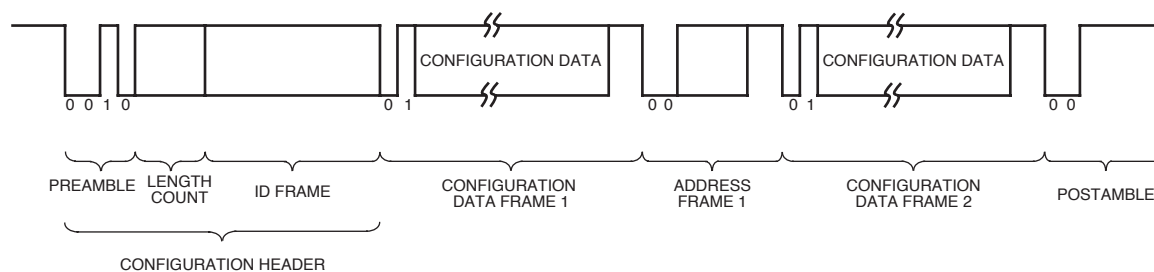 CONFIGURATION DATA
CONFIGURATION DATA
0 0 1 0
0 1
0 0
0 1
0 0
PREAMBLE
LENGTH
COUNT
ID FRAME
CONFIGURATION
DATA FRAME 1
ADDRESS
FRAME 1
CONFIGURATION
DATA FRAME 2
POSTAMBLE
CONFIGURATION HEADER